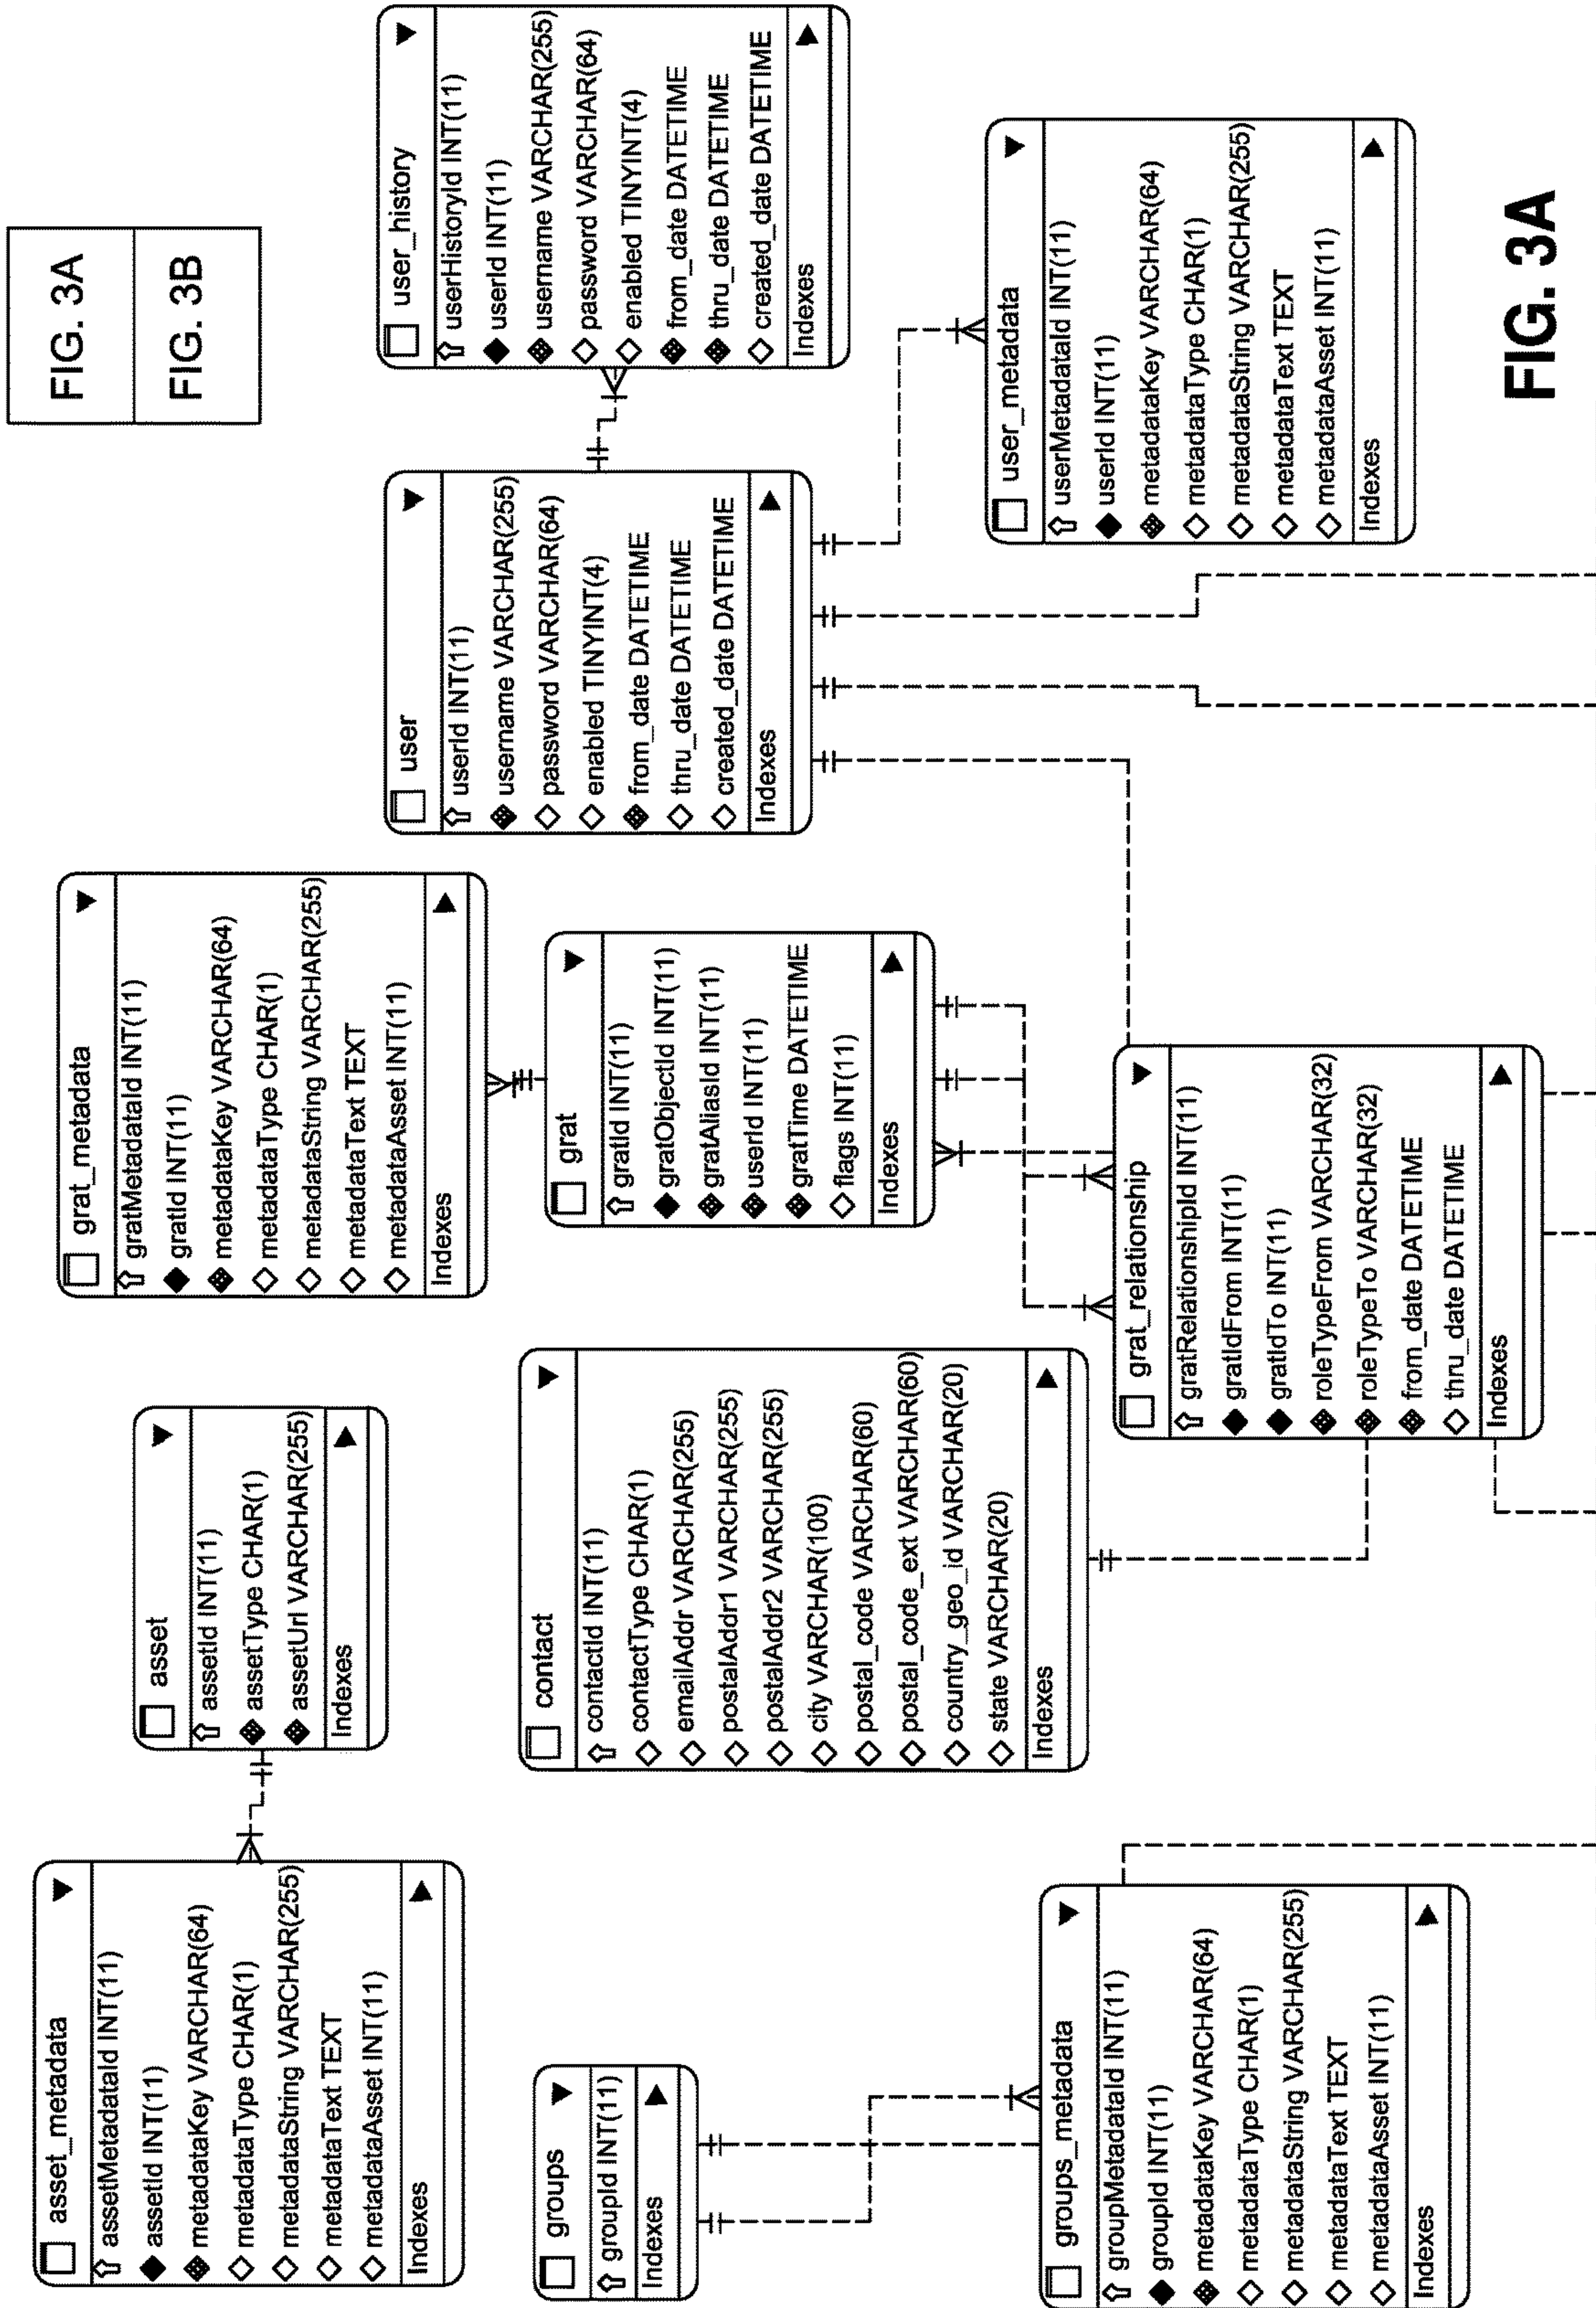 FIG. 3A
FIG. 3B
asset_metadata
assetMetadataId INT(11)
assetId INT(11)
metadataKey VARCHAR(64)
metadataType CHAR(1)
metadataString VARCHAR(255)
metadataText TEXT
metadataAsset INT(11)
Indexes
asset
assetId INT(11)
assetType CHAR(1)
assetUrl VARCHAR(255)
Indexes
grat_metadata
gratMetadataId INT(11)
gratId INT(11)
metadataKey VARCHAR(64)
metadataType CHAR(1)
metadataString VARCHAR(255)
metadataText TEXT
metadataAsset INT(11)
Indexes
user
userId INT(11)
username VARCHAR(255)
password VARCHAR(64)
enabled TINYINT(4)
from_date DATETIME
thru_date DATETIME
created_date DATETIME
Indexes
user_history
userHistoryId INT(11)
userId INT(11)
username VARCHAR(255)
password VARCHAR(64)
enabled TINYINT(4)
from_date DATETIME
thru_date DATETIME
created_date DATETIME
Indexes
groups
groupId INT(11)
Indexes
contact
contactId INT(11)
contactType CHAR(1)
emailAddr VARCHAR(255)
postalAddr1 VARCHAR(255)
postalAddr2 VARCHAR(255)
city VARCHAR(100)
postal_code VARCHAR(60)
postal_code_ext VARCHAR(60)
country_geo_id VARCHAR(20)
state VARCHAR(20)
Indexes
grat
gratId INT(11)
gratObjectId INT(11)
gratAliasId INT(11)
userId INT(11)
gratTime DATETIME
flags INT(11)
Indexes
groups_metadata
groupMetadataId INT(11)
groupId INT(11)
metadataKey VARCHAR(64)
metadataType CHAR(1)
metadataString VARCHAR(255)
metadataText TEXT
metadataAsset INT(11)
Indexes
grat_relationship
gratRelationshipId INT(11)
gratIdFrom INT(11)
gratIdTo INT(11)
roleTypeFrom VARCHAR(32)
roleTypeTo VARCHAR(32)
from_date DATETIME
thru_date DATETIME
Indexes
user_metadata
userMetadataId INT(11)
userId INT(11)
metadataKey VARCHAR(64)
metadataType CHAR(1)
metadataString VARCHAR(255)
metadataText TEXT
metadataAsset INT(11)
Indexes
FIG. 3A